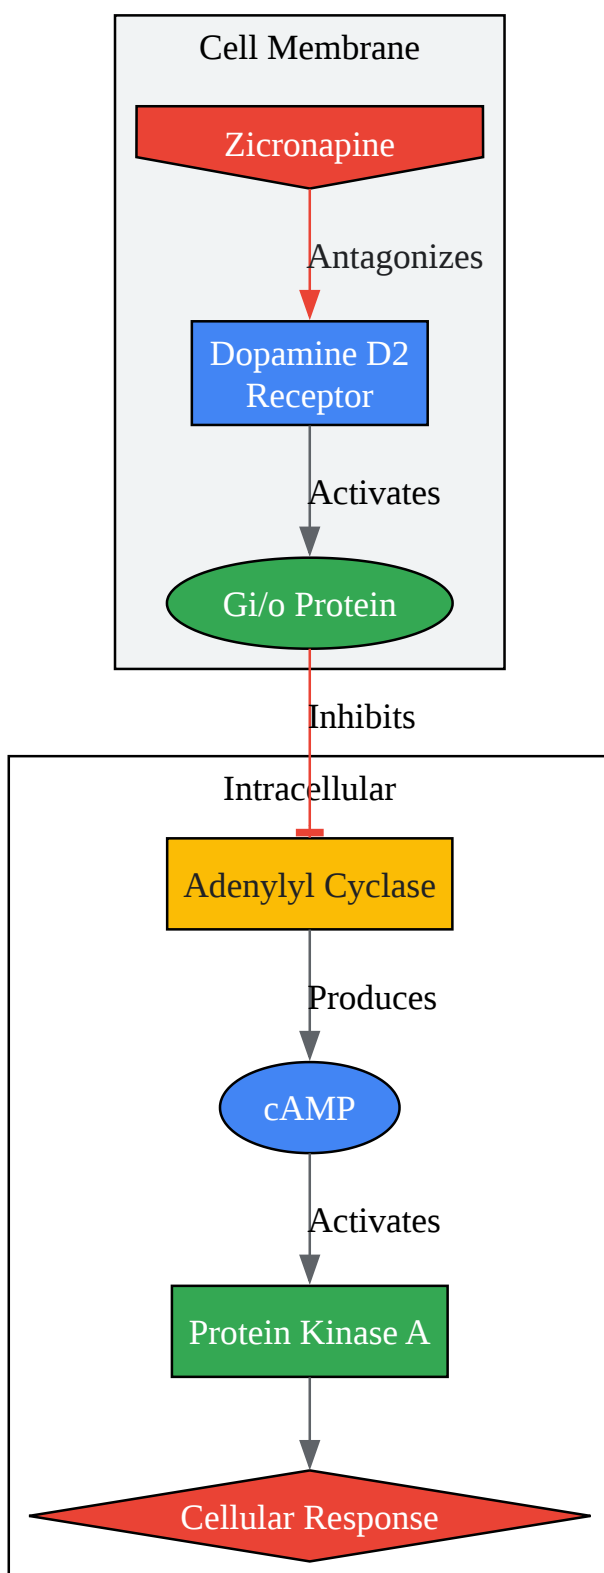 Cell Membrane
Zicronapine
Antagonizes
Dopamine D2
Receptor
Activates
Gi/o Protein
Inhibits
Intracellular
Adenylyl Cyclase
Produces
cAMP
Activates
Protein Kinase A
Cellular Response